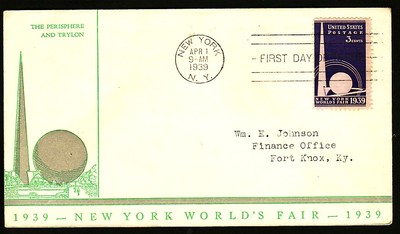 THE PERISPHERE
AND TRYLON
NEW YORK
APR 1
9-AM
1939
N. Y.
FIRST DAY O
UNITED STATES
POSTAGE
3 CENTS
NEW YORK
WORLD'S FAIR 1939
Wm. E. Johnson
Finance Office
Fort Knox, Ky.
1939 — NEW YORK WORLD'S FAIR — 1939